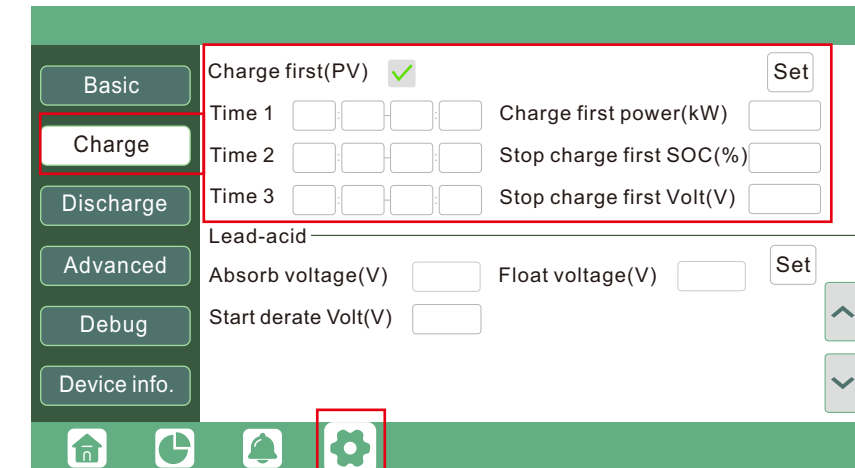 Basic
Charge
Discharge
Advanced
Debug
Device info.
Charge first(PV) Set
Time 1 : - : Charge first power(kW)
Time 2 : - : Stop charge first SOC(%)
Time 3 : - : Stop charge first Volt(V)
Lead-acid
Absorb voltage(V) Float voltage(V) Set
Start derate Volt(V)